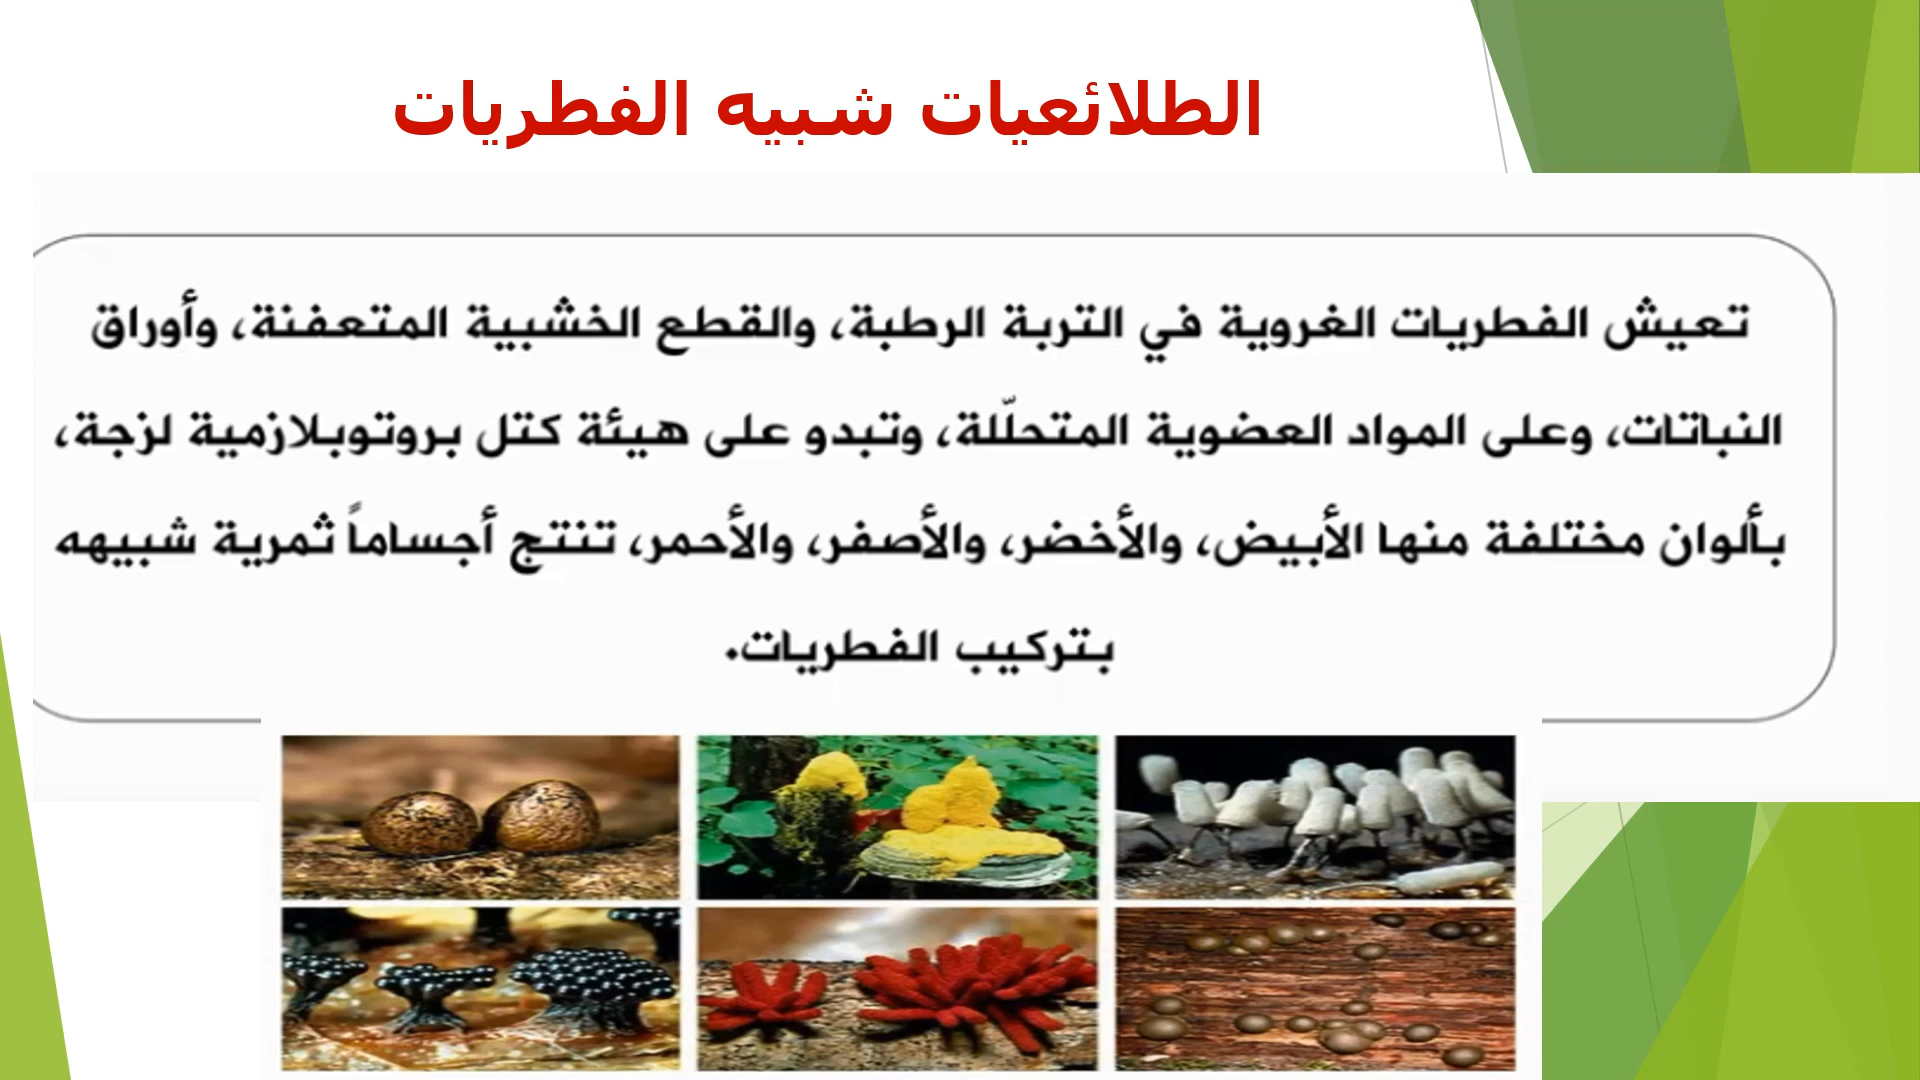 الطلائعيات شبيه الفطريات
تعيش الفطريات الغروية في التربة الرطبة، والقطع الخشبية المتعفنة، وأوراق
النباتات، وعلى المواد العضوية المتحلّلة، وتبدو على هيئة كتل بروتوبلازمية لزجة،
بألوان مختلفة منها الأبيض، والأخضر، والأصفر، والأحمر، تنتج أجساماً ثمرية شبيهه
بتركيب الفطريات.